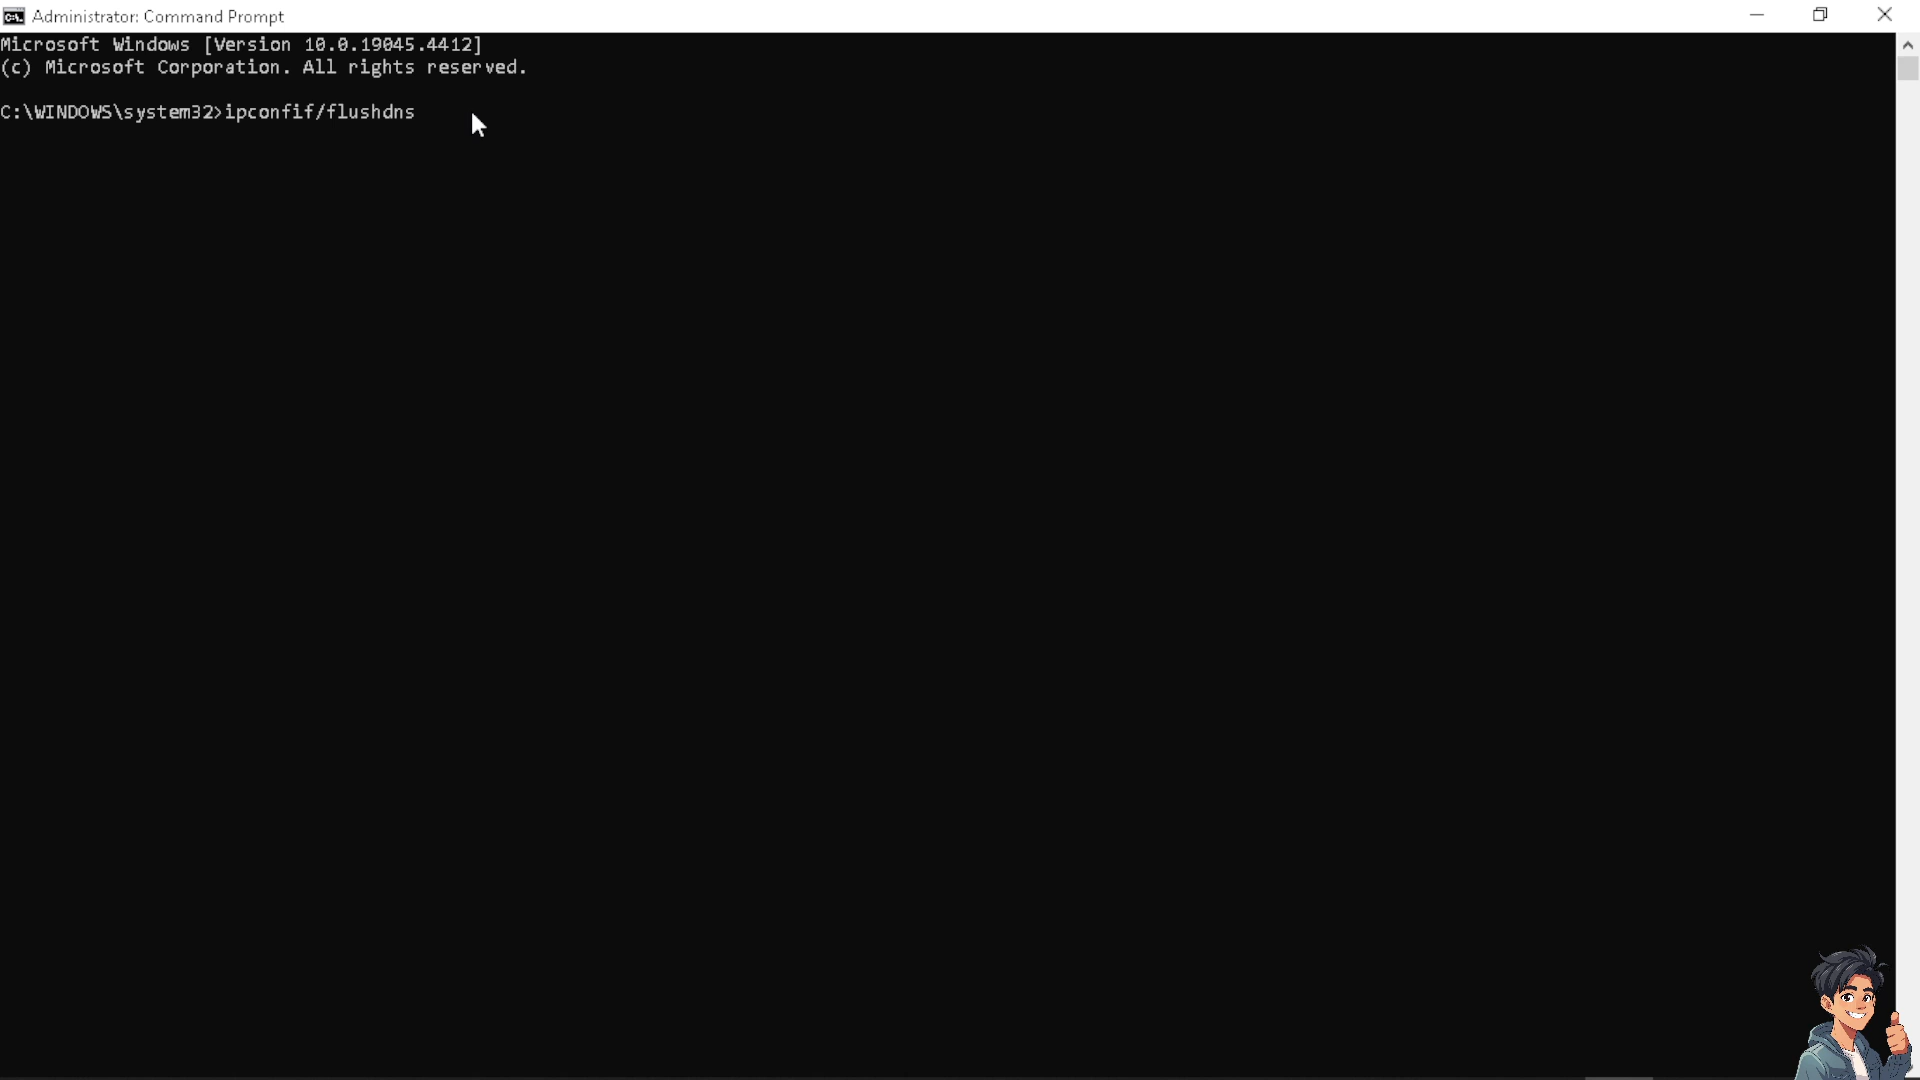 Administrator: Command Prompt
Microsoft Windows [Version 10.0.19045.4412]
(c) Microsoft Corporation. All rights reserved.
C:\WINDOWS\system32>ipconfif/flushdns